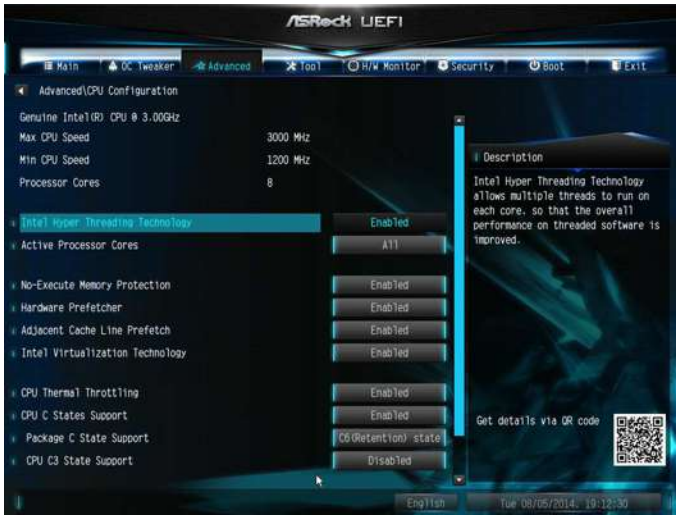 ASRock UEFI
Main OC Tweaker Advanced Tool H/W Monitor Security Boot Exit
Advanced\CPU Configuration
Genuine Intel(R) CPU @ 3.00GHz
Max CPU Speed 3000 MHz
Min CPU Speed 1200 MHz
Processor Cores 8
Intel Hyper Threading Technology Enabled
Active Processor Cores All
No-Execute Memory Protection Enabled
Hardware Prefetcher Enabled
Adjacent Cache Line Prefetch Enabled
Intel Virtualization Technology Enabled
CPU Thermal Throttling Enabled
CPU C States Support Enabled
Package C State Support C6(Retention) state
CPU C3 State Support Disabled
Description
Intel Hyper Threading Technology
allows multiple threads to run on
each core. so that the overall
performance on threaded software is
improved.
Get details via QR code
English Tue 08/05/2014. 19:12:30